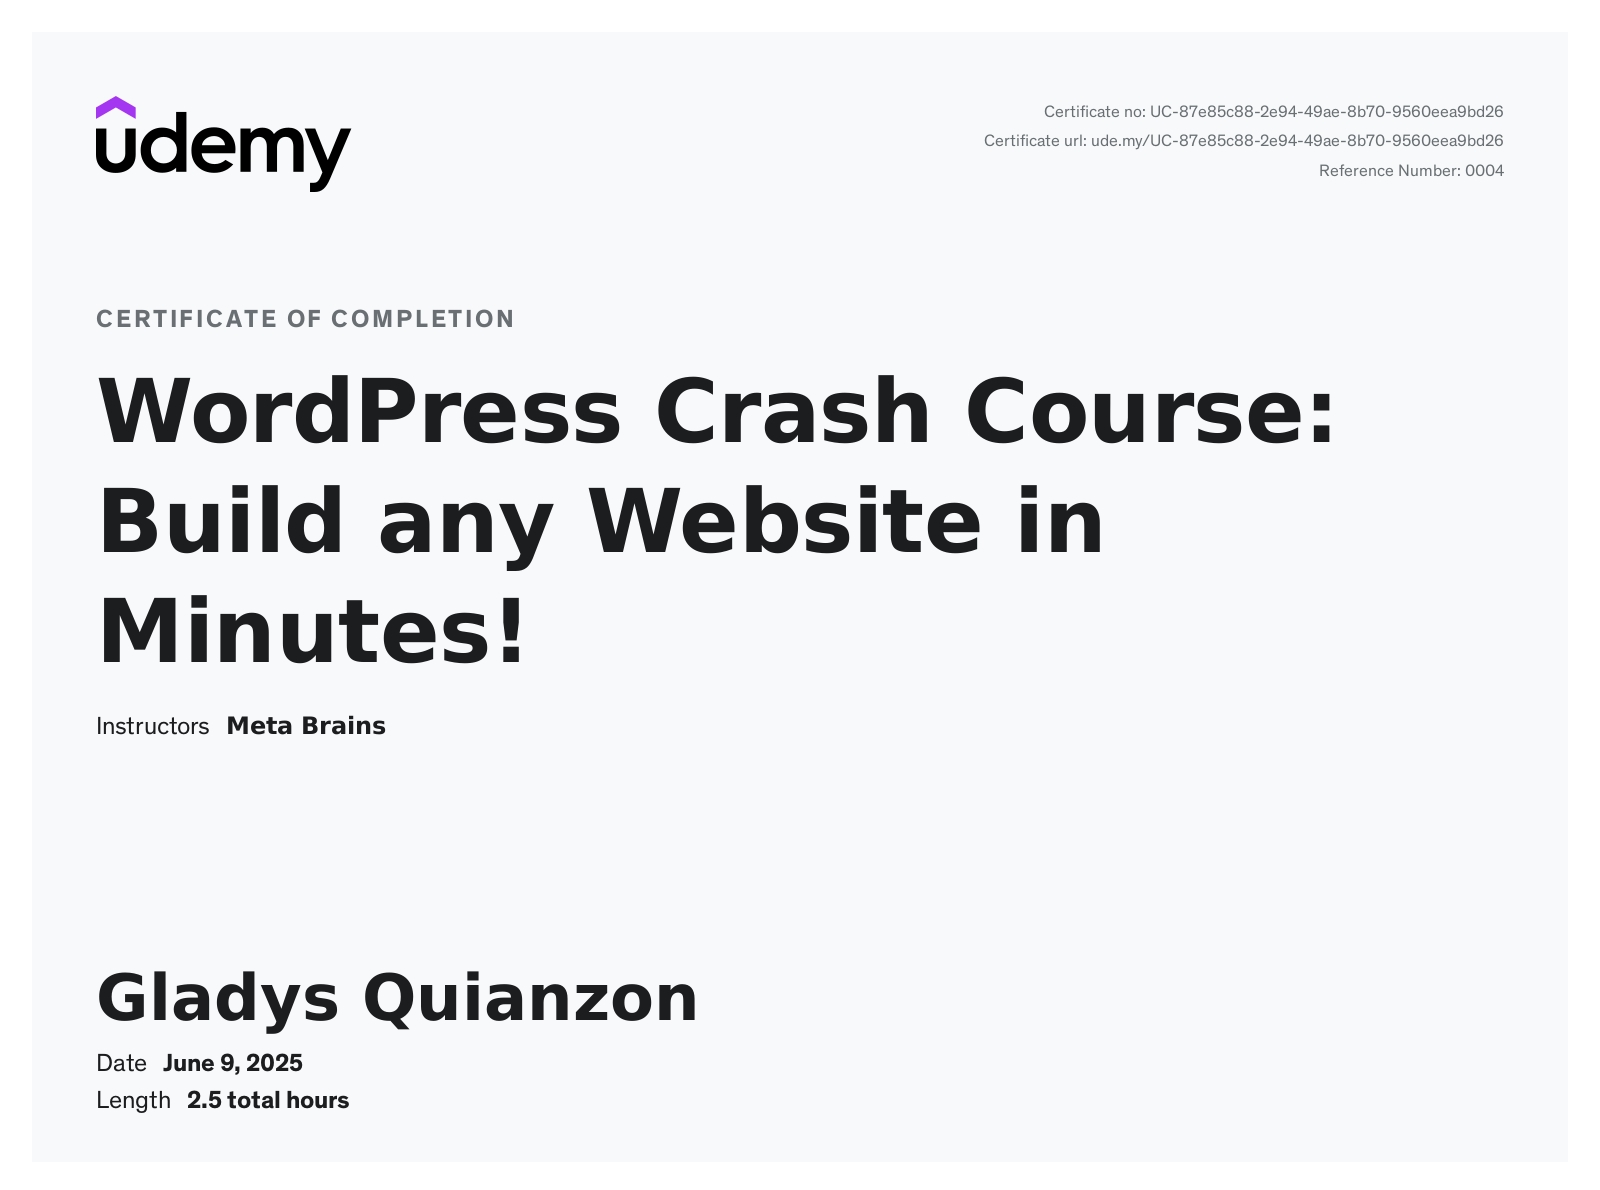 udemy
Certificate no: UC-87e85c88-2e94-49ae-8b70-9560eea9bd26
Certificate url: ude.my/UC-87e85c88-2e94-49ae-8b70-9560eea9bd26
Reference Number: 0004
CERTIFICATE OF COMPLETION
WordPress Crash Course:
Build any Website in
Minutes!
Instructors Meta Brains
Gladys Quianzon
Date June 9, 2025
Length 2.5 total hours